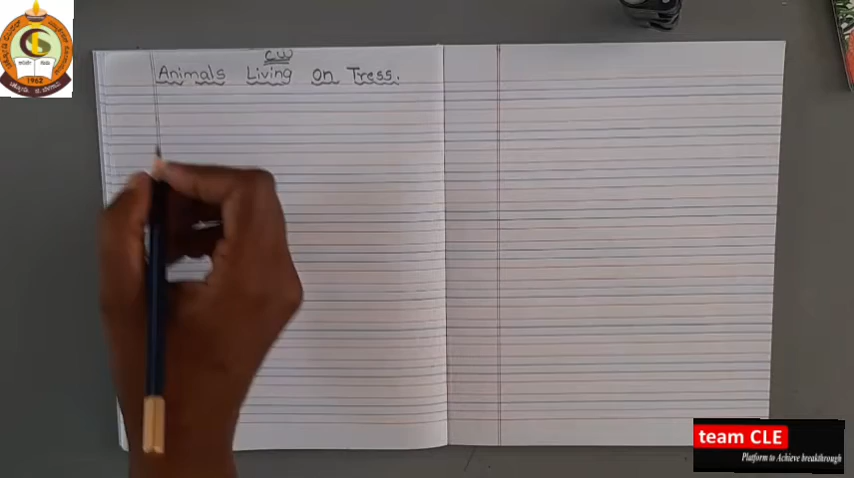 CW
Animals Living on Tress.
1962
team CLE
Platform to Achieve breakthrough